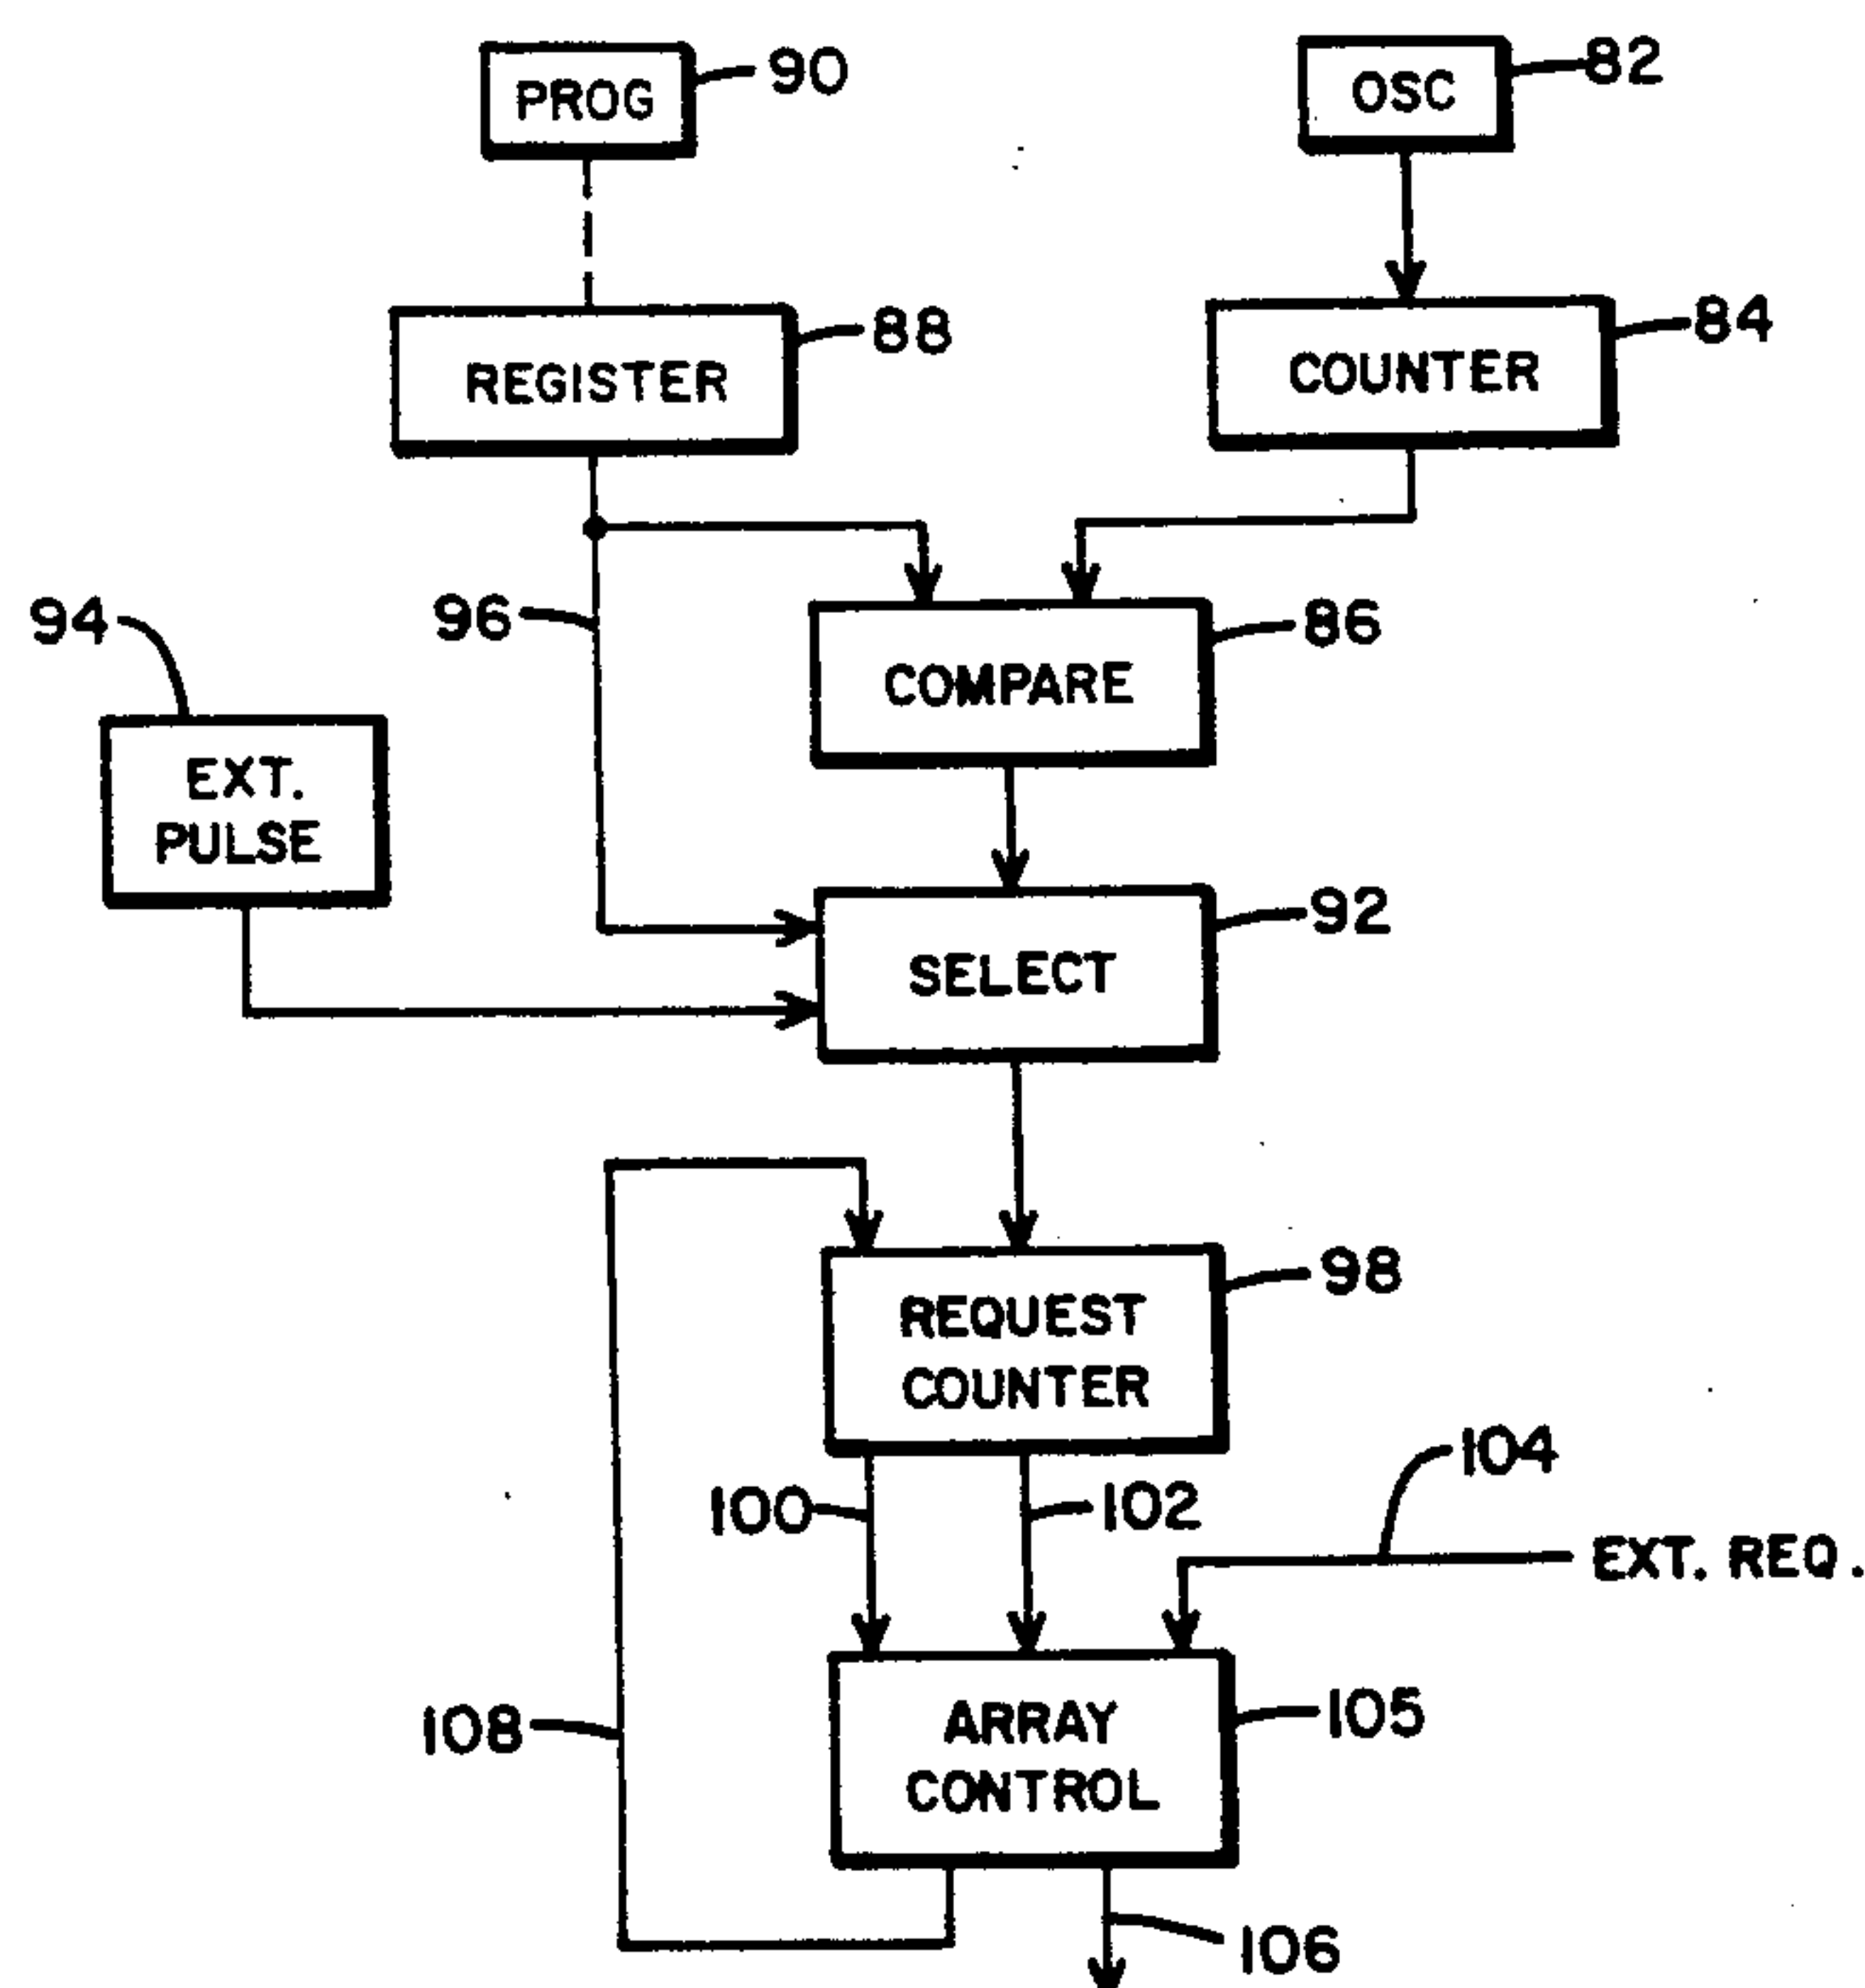 PROG
90
OSC
82
REGISTER
88
COUNTER
84
94
96
COMPARE
86
EXT.
PULSE
SELECT
92
REQUEST
COUNTER
98
100
102
104
EXT. REQ.
108
ARRAY
CONTROL
105
106